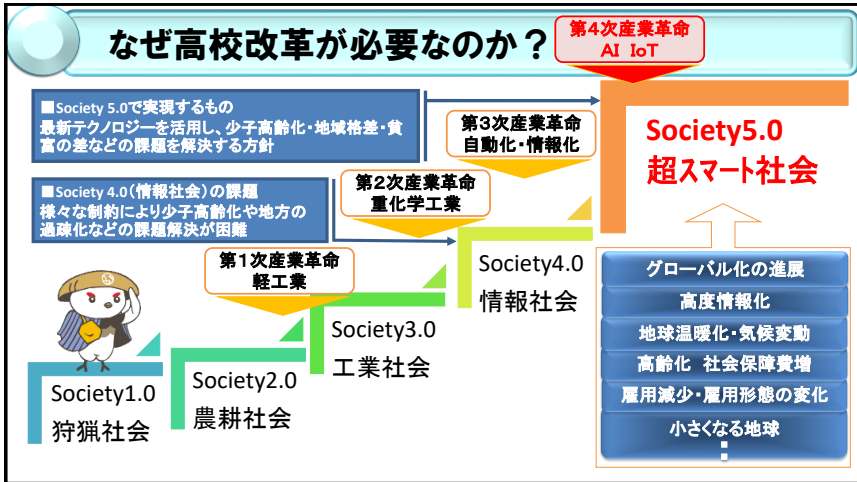 なぜ高校改革が必要なのか？
第4次産業革命
AI IoT
■Society 5.0で実現するもの
最新テクノロジーを活用し、少子高齢化・地域格差・貧
富の差などの課題を解決する方針
第3次産業革命
自動化・情報化
Society5.0
超スマート社会
■Society 4.0(情報社会)の課題
様々な制約により少子高齢化や地方の
過疎化などの課題解決が困難
第2次産業革命
重化学工業
第1次産業革命
軽工業
Society4.0
情報社会
Society3.0
工業社会
Society2.0
農耕社会
Society1.0
狩猟社会
グローバル化の進展
高度情報化
地球温暖化・気候変動
高齢化 社会保障費増
雇用減少・雇用形態の変化
小さくなる地球